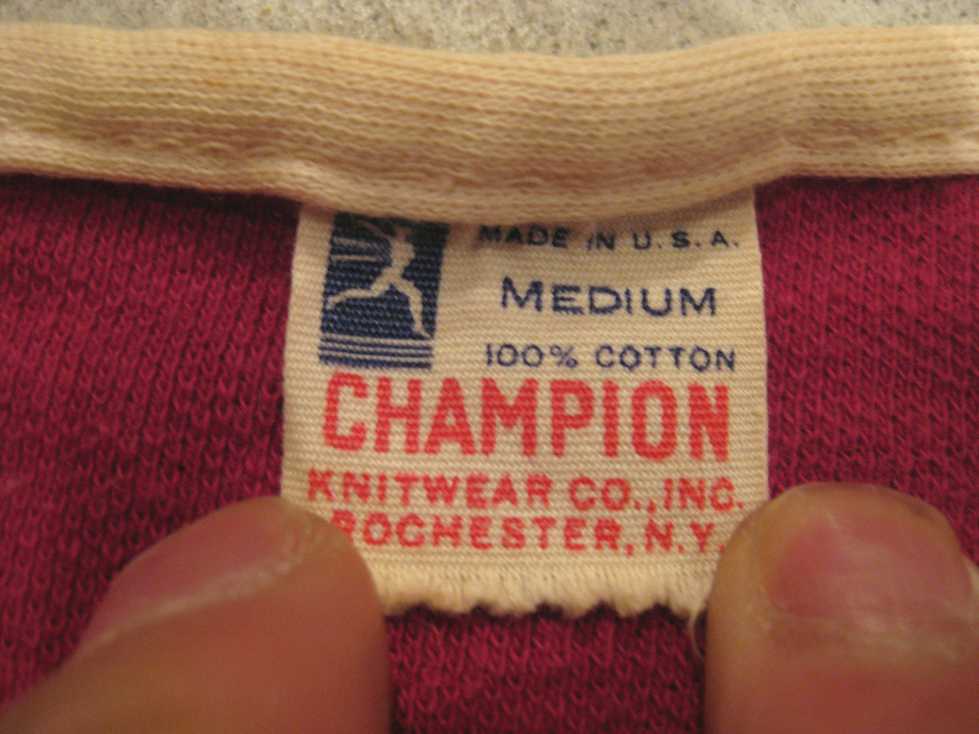 MADE IN U.S.A.
MEDIUM
100% COTTON
CHAMPION
KNITWEAR CO., INC.
ROCHESTER, N.Y.